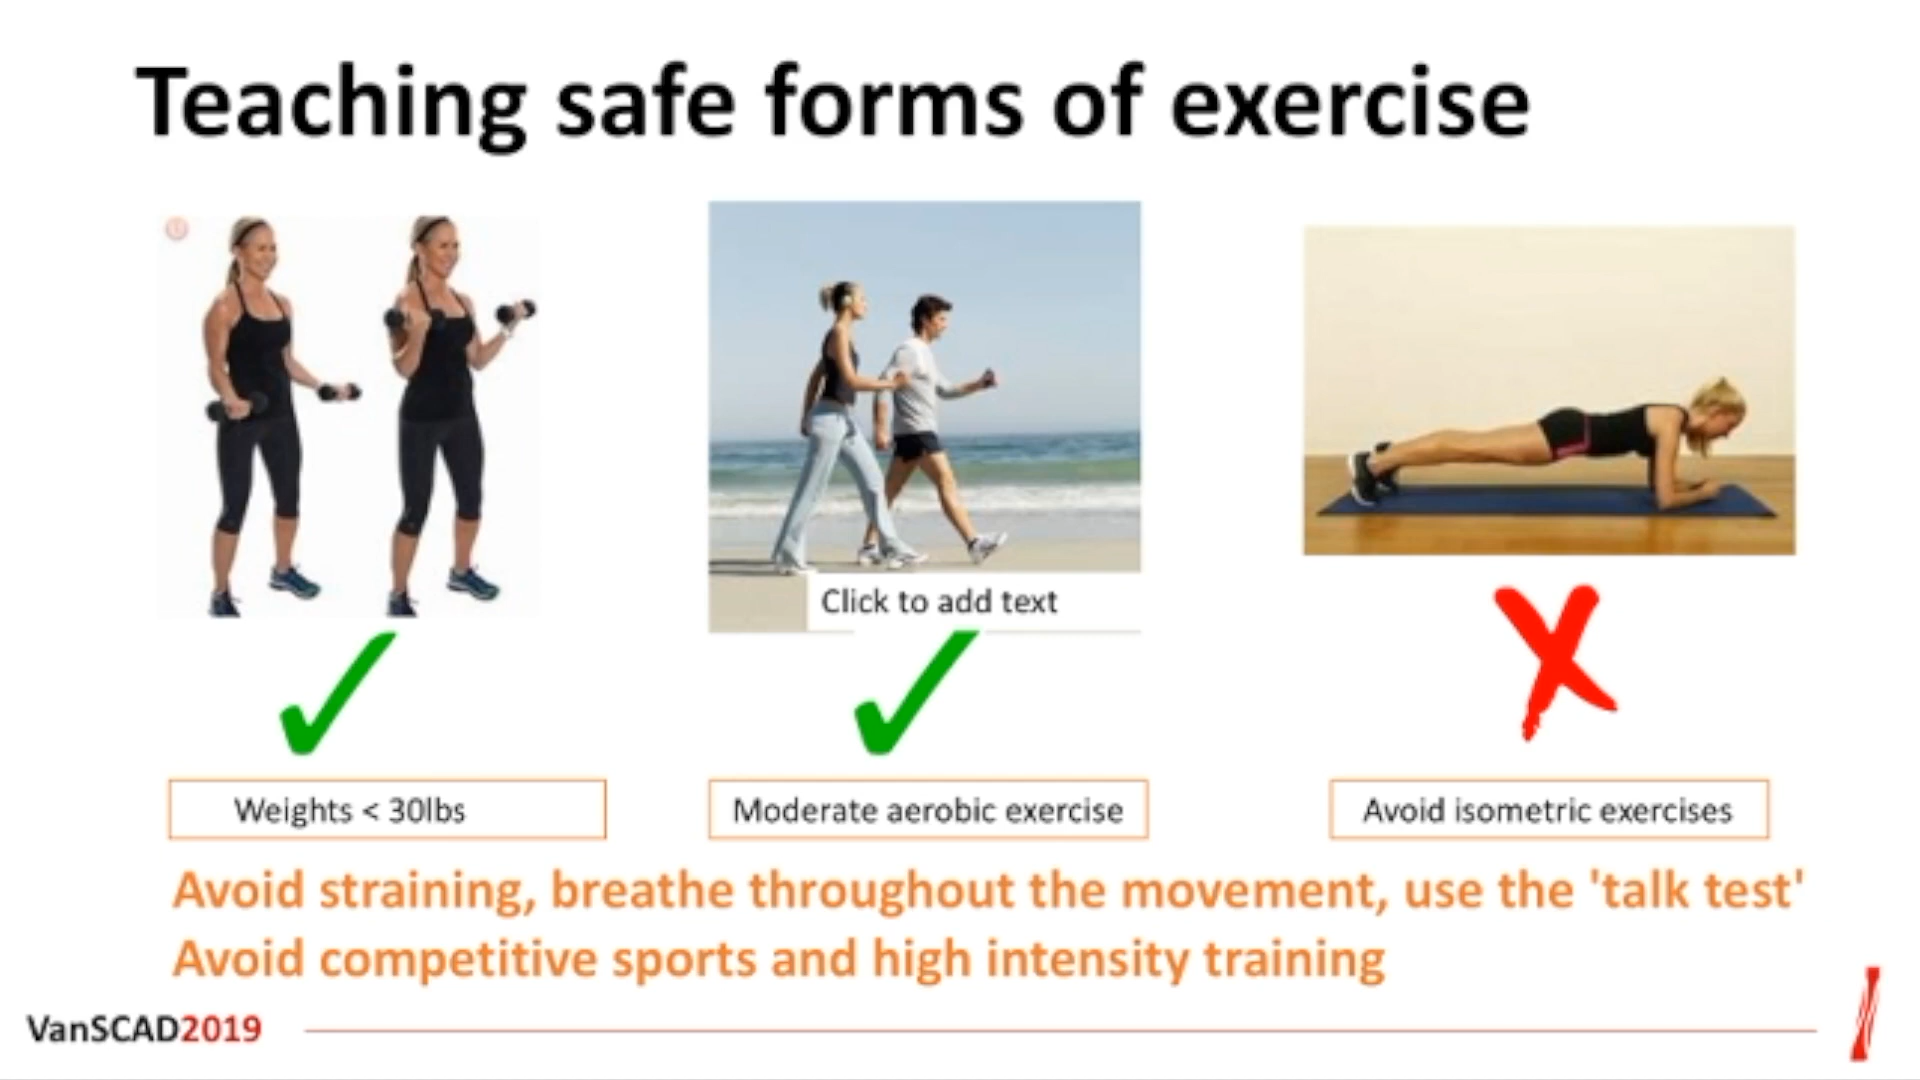 Teaching safe forms of exercise
Click to add text
Weights < 30lbs
Moderate aerobic exercise
Avoid isometric exercises
Avoid straining, breathe throughout the movement, use the 'talk test'
Avoid competitive sports and high intensity training
VanSCAD2019